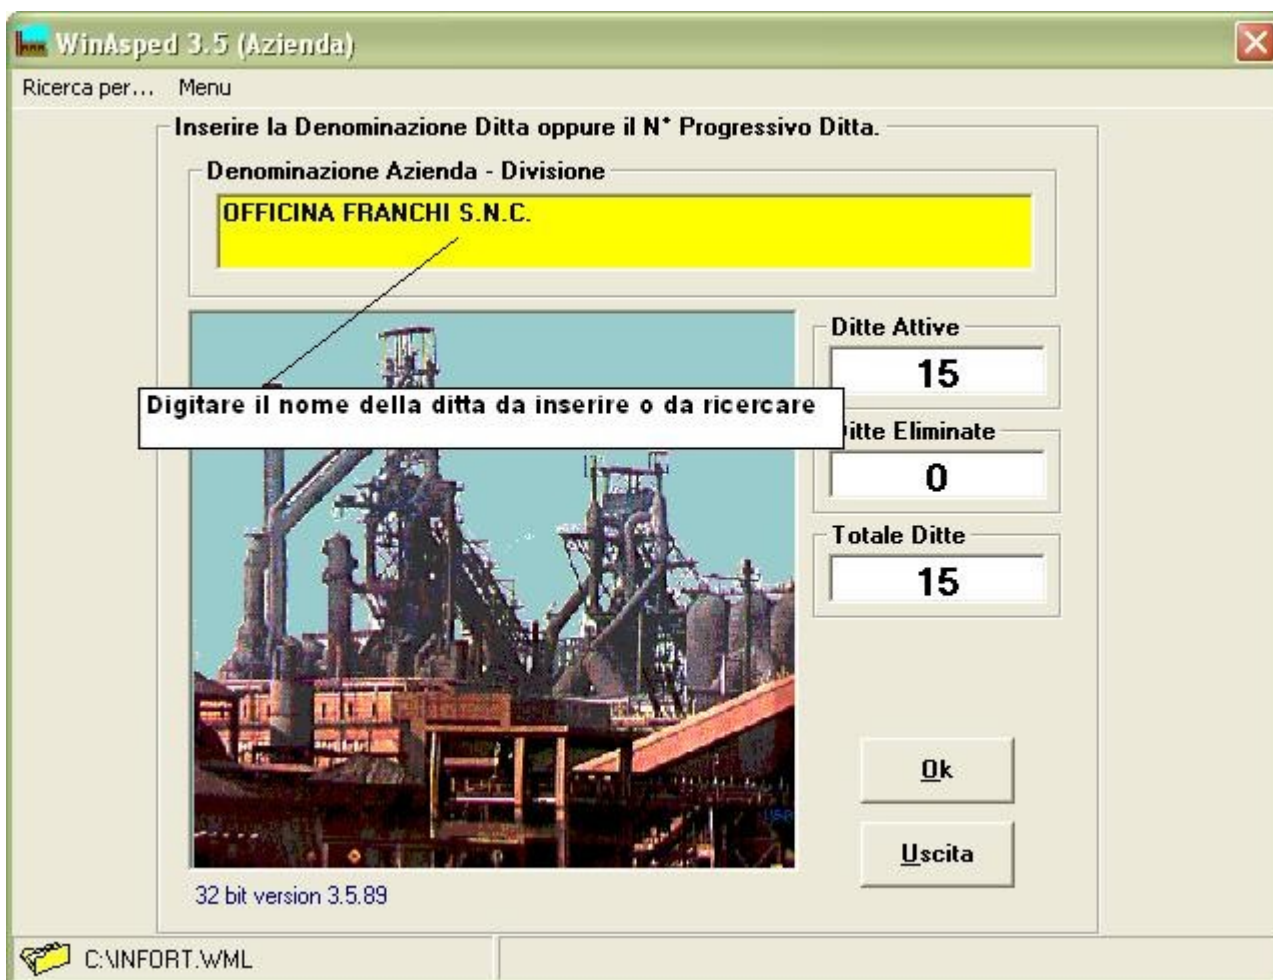 WinAsped 3.5 (Azienda)
Ricerca per... Menu
Inserire la Denominazione Ditta oppure il N° Progressivo Ditta.
Denominazione Azienda - Divisione
OFFICINA FRANCHI S.N.C.
Ditte Attive
15
Digitare il nome della ditta da inserire o da ricercare
Ditte Eliminate
0
Totale Ditte
15
Ok
Uscita
32 bit version 3.5.89
C:\INFORT.WML